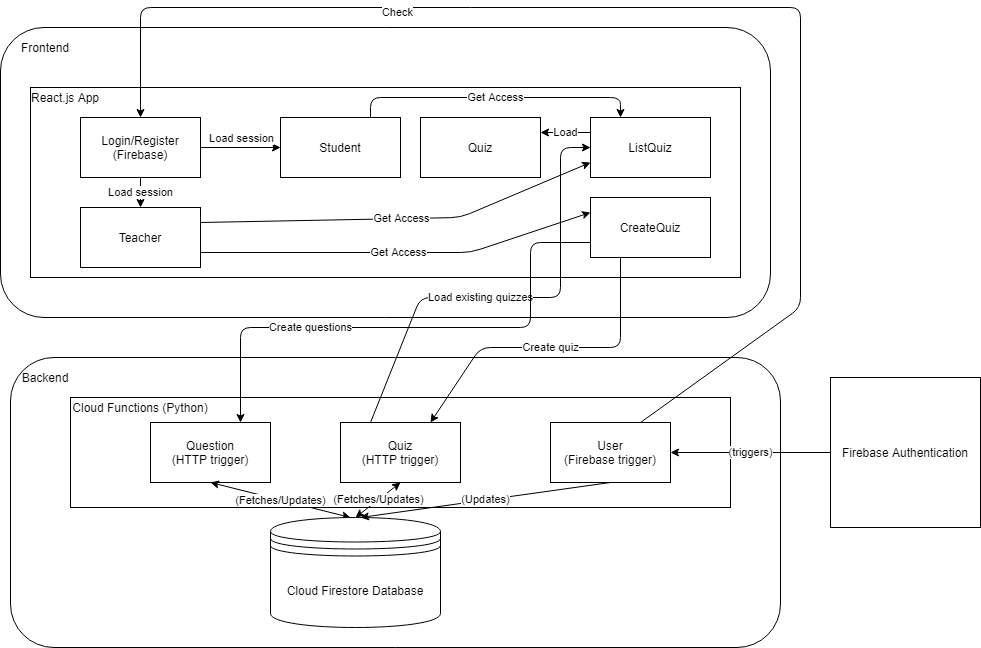 Check
Frontend
React.js App
Get Access
Login/Register
(Firebase)
Load session
Student
Quiz
Load
ListQuiz
Load session
Teacher
Get Access
Get Access
CreateQuiz
Load existing quizzes
Create questions
Create quiz
Backend
Cloud Functions (Python)
Question
(HTTP trigger)
Quiz
(HTTP trigger)
User
(Firebase trigger)
(triggers)
Firebase Authentication
(Fetches/Updates)
(Fetches/Updates)
(Updates)
Cloud Firestore Database